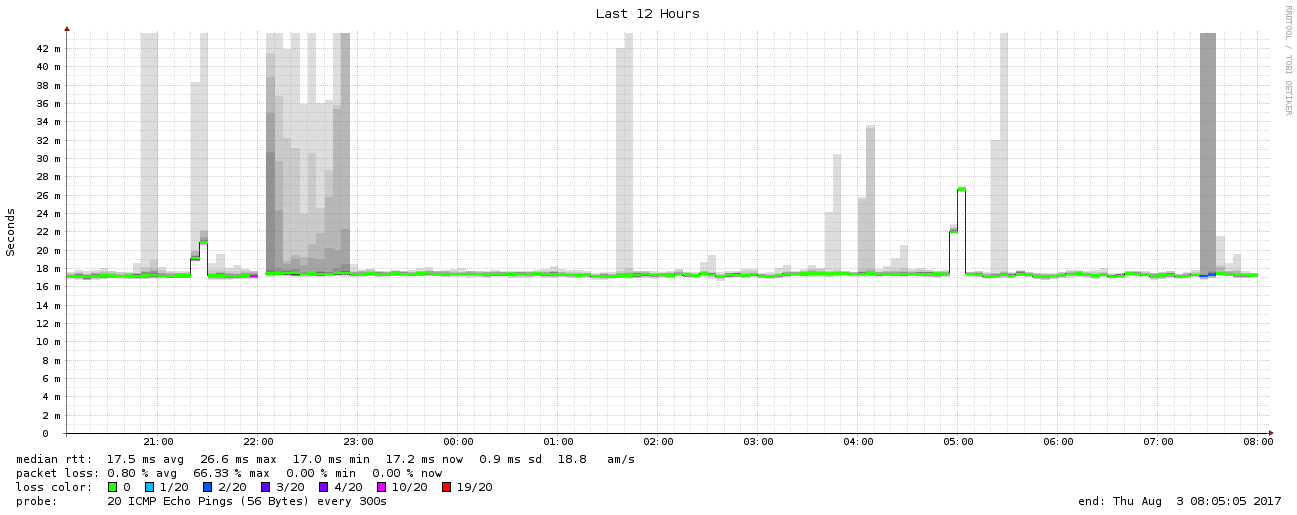 Last 12 Hours
RRDTOOL / TOBI OETIKER
Seconds
42 m
40 m
38 m
36 m
34 m
32 m
30 m
28 m
26 m
24 m
22 m
20 m
18 m
16 m
14 m
12 m
10 m
8 m
6 m
4 m
2 m
0
21:00 22:00 23:00 00:00 01:00 02:00 03:00 04:00 05:00 06:00 07:00 08:00
median rtt: 17.5 ms avg 26.6 ms max 17.0 ms min 17.2 ms now 0.9 ms sd 18.8 am/s
packet loss: 0.80 % avg 66.33 % max 0.00 % min 0.00 % now
loss color: 0 1/20 2/20 3/20 4/20 10/20 19/20
probe: 20 ICMP Echo Pings (56 Bytes) every 300s end: Thu Aug 3 08:05:05 2017